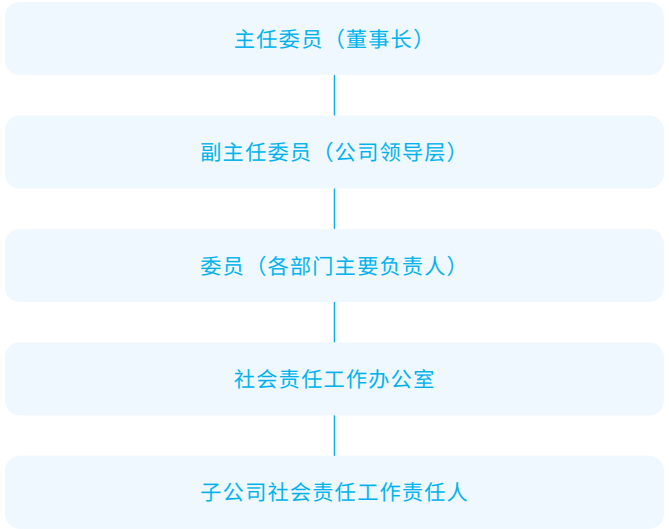 主任委员（董事长）
副主任委员（公司领导层）
委员（各部门主要负责人）
社会责任工作办公室
子公司社会责任工作责任人